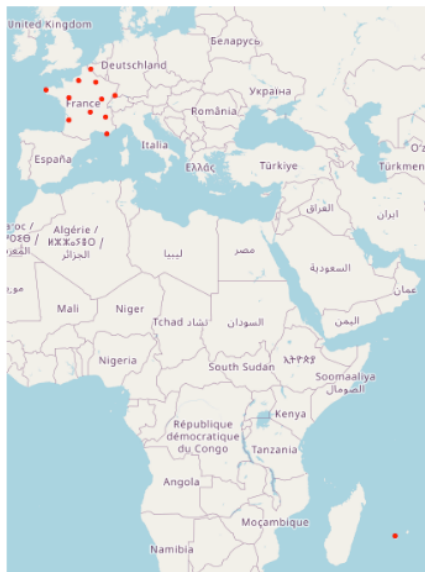 United Kingdom
Беларусь
Deutschland
Україна
France
România
Italia
O'z
España
Ελλάς
Türkiye
Türkmen
العراق
ایران
Algérie /
ⵍⵣⵣⴰⵢⴻⵔ /
الجزائر
ليبيا
مصر
السعودية
عمان
Mali
Niger
Tchad تشاد
السودان
اليمن
Nigeria
South Sudan
ኢትዮጵያ
Soomaaliya
الصومال
République
démocratique
du Congo
Kenya
Tanzania
Angola
Moçambique
Namibia